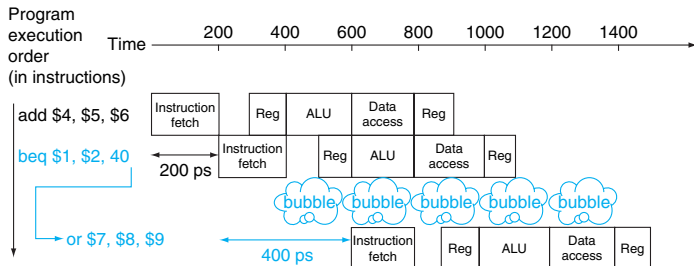 Program
execution
order
(in instructions)
Time
200 400 600 800 1000 1200 1400
add $4, $5, $6
Instruction
fetch
Reg
ALU
Data
access
Reg
beq $1, $2, 40
200 ps
Instruction
fetch
Reg
ALU
Data
access
Reg
bubble bubble bubble bubble bubble
or $7, $8, $9
400 ps
Instruction
fetch
Reg
ALU
Data
access
Reg